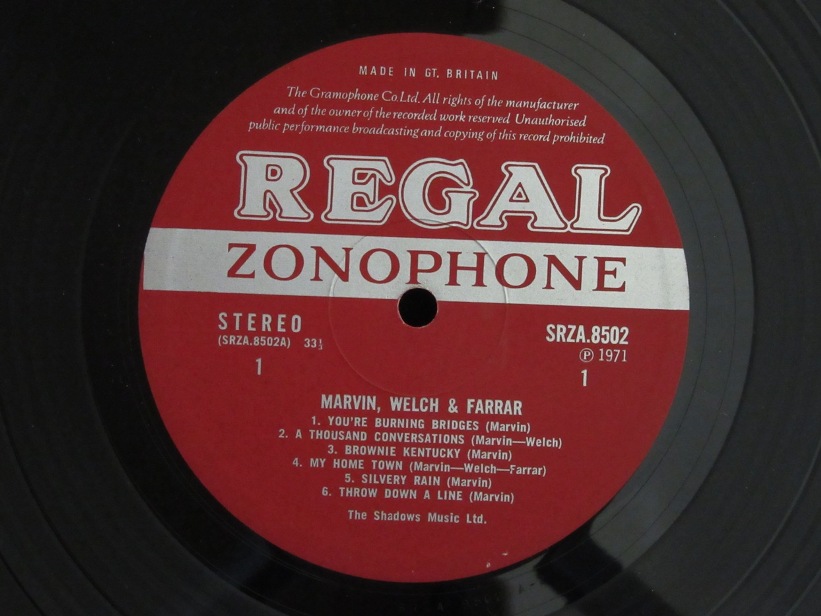 MADE IN GT. BRITAIN
The Gramophone Co.Ltd. All rights of the manufacturer
and of the owner of the recorded work reserved Unauthorised
public performance broadcasting and copying of this record prohibited
REGAL
ZONOPHONE
STEREO
(SRZA.8502A) 33⅓
1
SRZA.8502
℗ 1971
1
MARVIN, WELCH & FARRAR
1. YOU'RE BURNING BRIDGES (Marvin)
2. A THOUSAND CONVERSATIONS (Marvin—Welch)
3. BROWNIE KENTUCKY (Marvin)
4. MY HOME TOWN (Marvin—Welch—Farrar)
5. SILVERY RAIN (Marvin)
6. THROW DOWN A LINE (Marvin)
The Shadows Music Ltd.